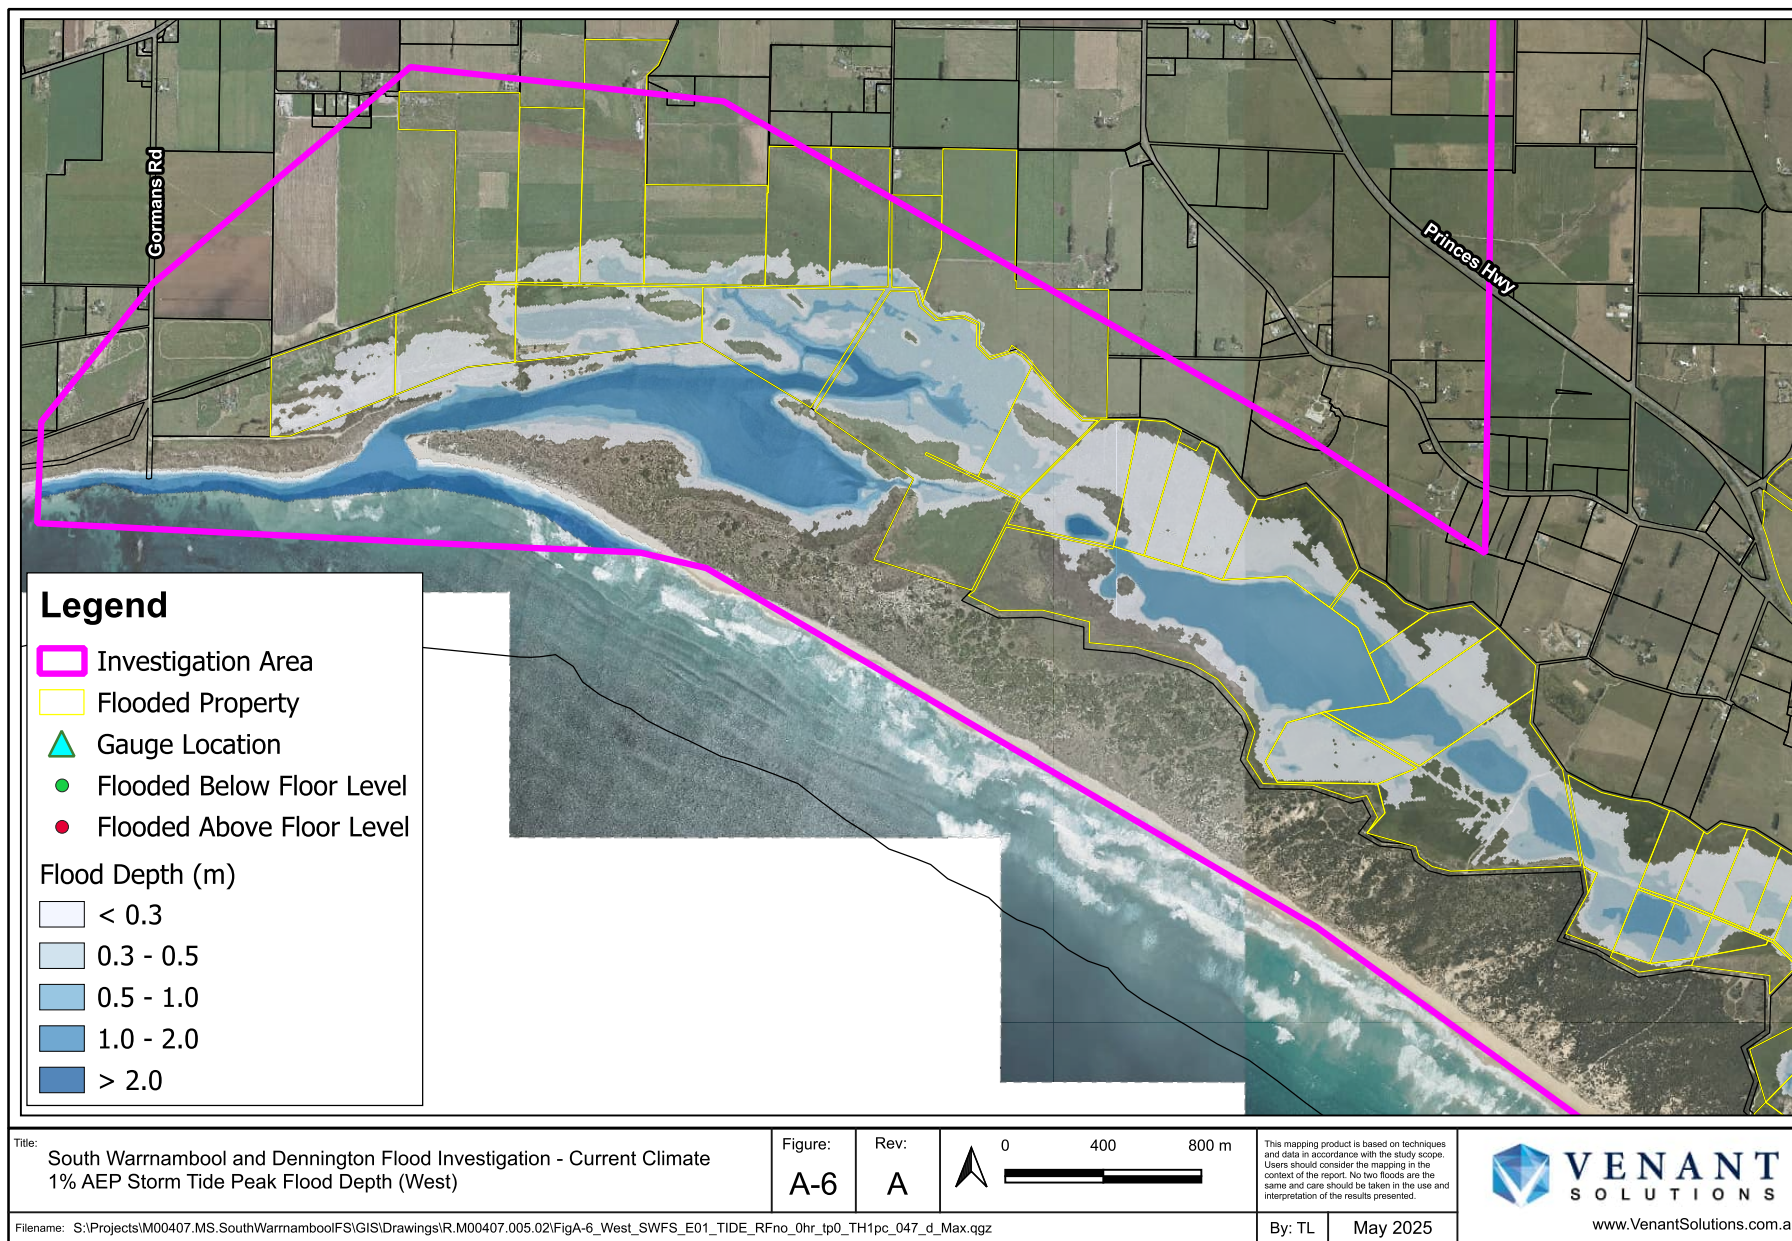 Gormans Rd
Princes Hwy
Legend
Investigation Area
Flooded Property
Gauge Location
Flooded Below Floor Level
Flooded Above Floor Level
Flood Depth (m)
< 0.3
0.3 - 0.5
0.5 - 1.0
1.0 - 2.0
> 2.0
Title:
South Warrnambool and Dennington Flood Investigation - Current Climate
1% AEP Storm Tide Peak Flood Depth (West)
Figure:
A-6
Rev:
A
0 400 800 m
This mapping product is based on techniques
and data in accordance with the study scope.
Users should consider the mapping in the
context of the report. No two floods are the
same and care should be taken in the use and
interpretation of the results presented.
VENANT
SOLUTIONS
www.VenantSolutions.com.a
Filename: S:\Projects\M00407.MS.SouthWarrnamboolFS\GIS\Drawings\R.M00407.005.02\FigA-6_West_SWFS_E01_TIDE_RFno_0hr_tp0_TH1pc_047_d_Max.qgz
By: TL
May 2025